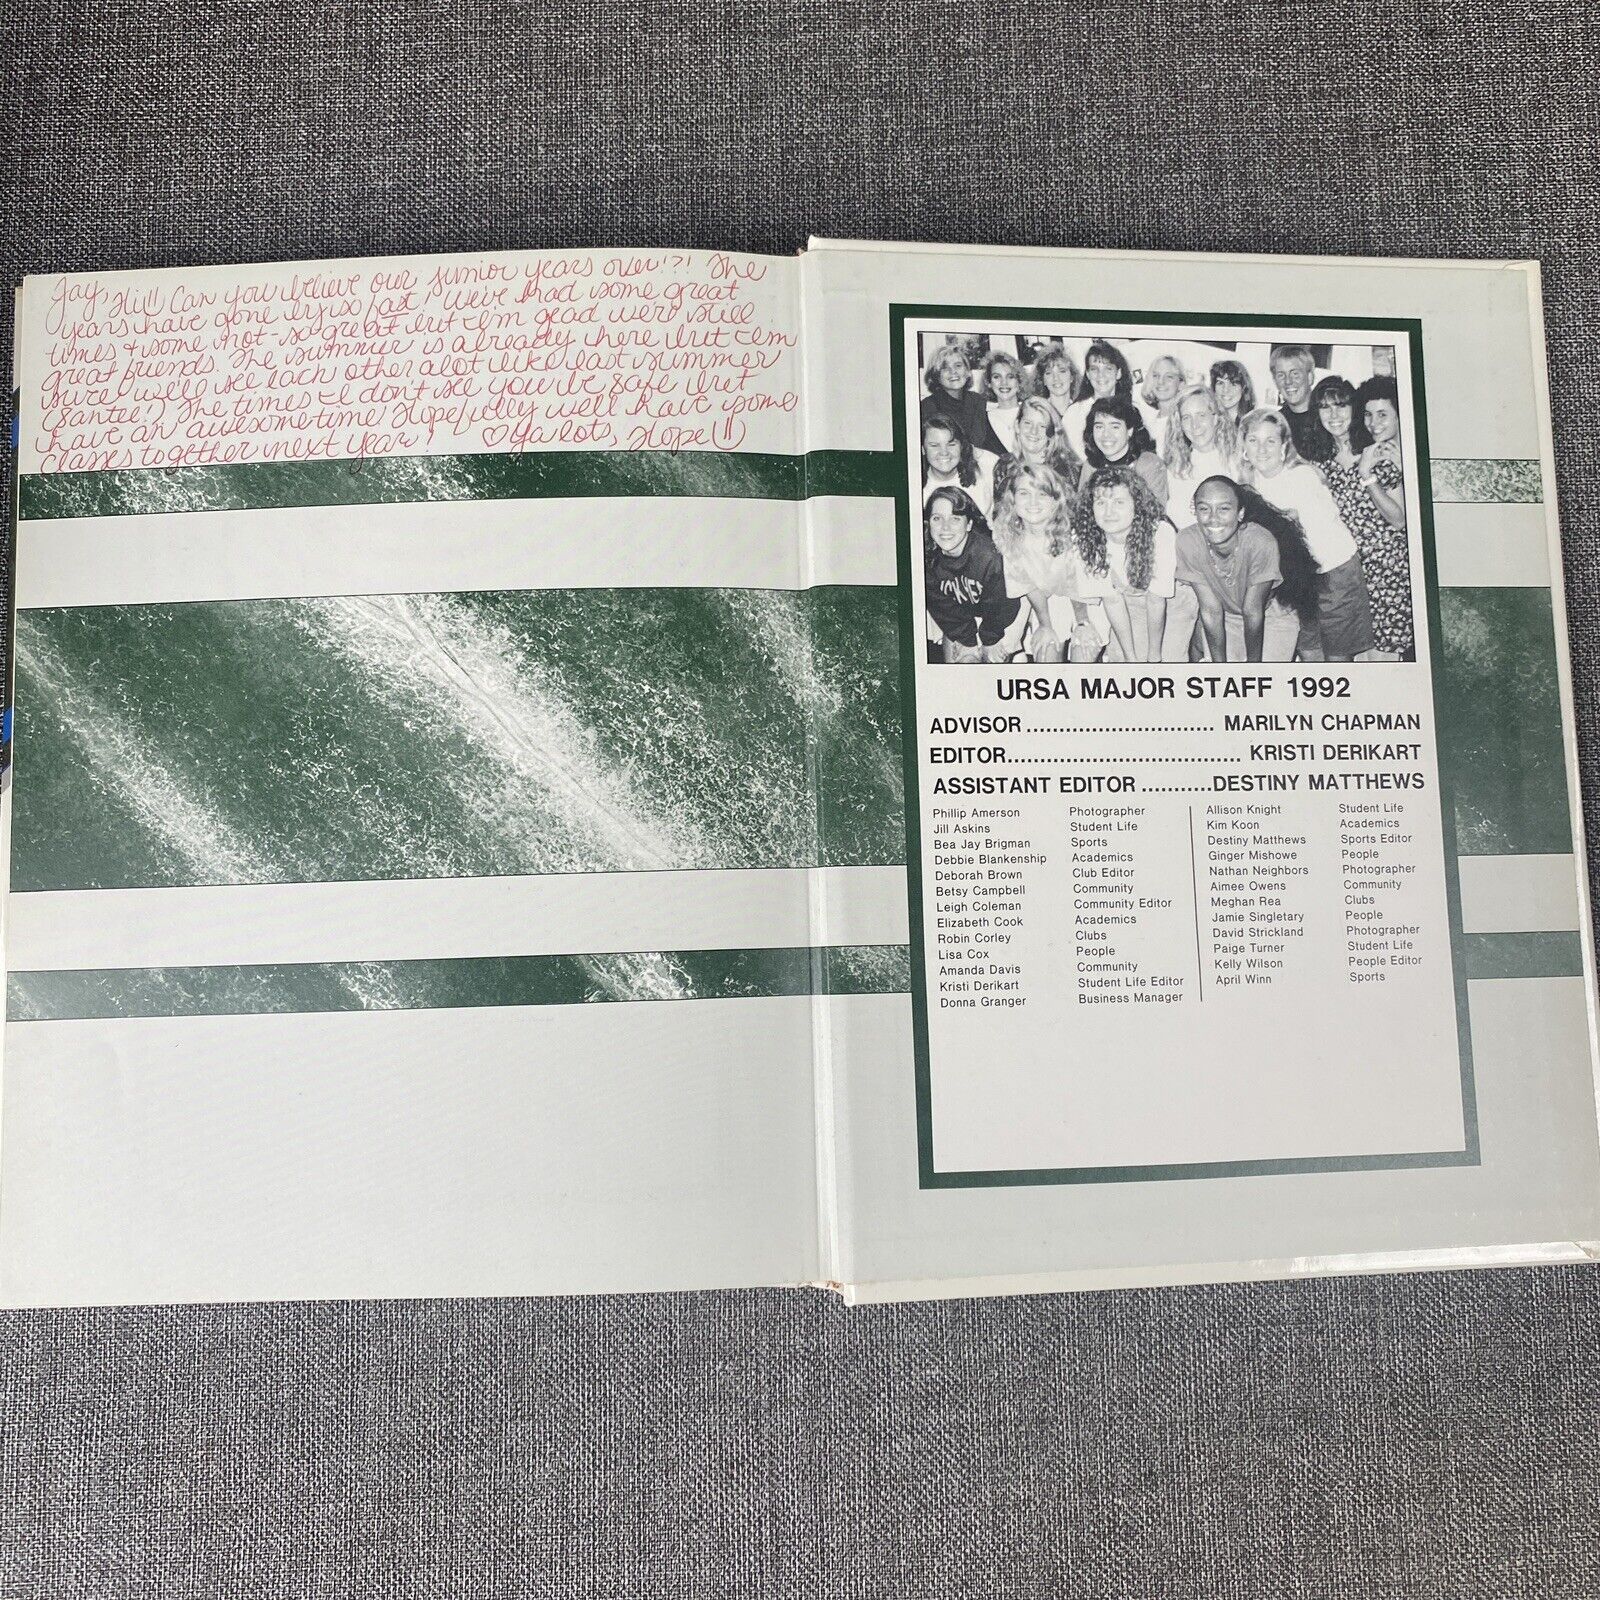 Jay, Hi!! Can you believe our junior years over!?! The
years have gone by so fast! We've had some great
times & some not-so great but I'm glad we're still
great friends. The summer is already here but I'm
sure we'll see each other alot like last summer
(Santee!) The times I don't see you be safe but
have an awesome time. Hopefully we'll have some
classes together next year! ♡ Ya lots, Hope (!!)
URSA MAJOR STAFF 1992
ADVISOR ............................. MARILYN CHAPMAN
EDITOR.................................... KRISTI DERIKART
ASSISTANT EDITOR ...........DESTINY MATTHEWS
Phillip Amerson Photographer
Jill Askins Student Life
Bea Jay Brigman Sports
Debbie Blankenship Academics
Deborah Brown Club Editor
Betsy Campbell Community
Leigh Coleman Community Editor
Elizabeth Cook Academics
Robin Corley Clubs
Lisa Cox People
Amanda Davis Community
Kristi Derikart Student Life Editor
Donna Granger Business Manager
Allison Knight Student Life
Kim Koon Academics
Destiny Matthews Sports Editor
Ginger Mishowe People
Nathan Neighbors Photographer
Aimee Owens Community
Meghan Rea Clubs
Jamie Singletary People
David Strickland Photographer
Paige Turner Student Life
Kelly Wilson People Editor
April Winn Sports